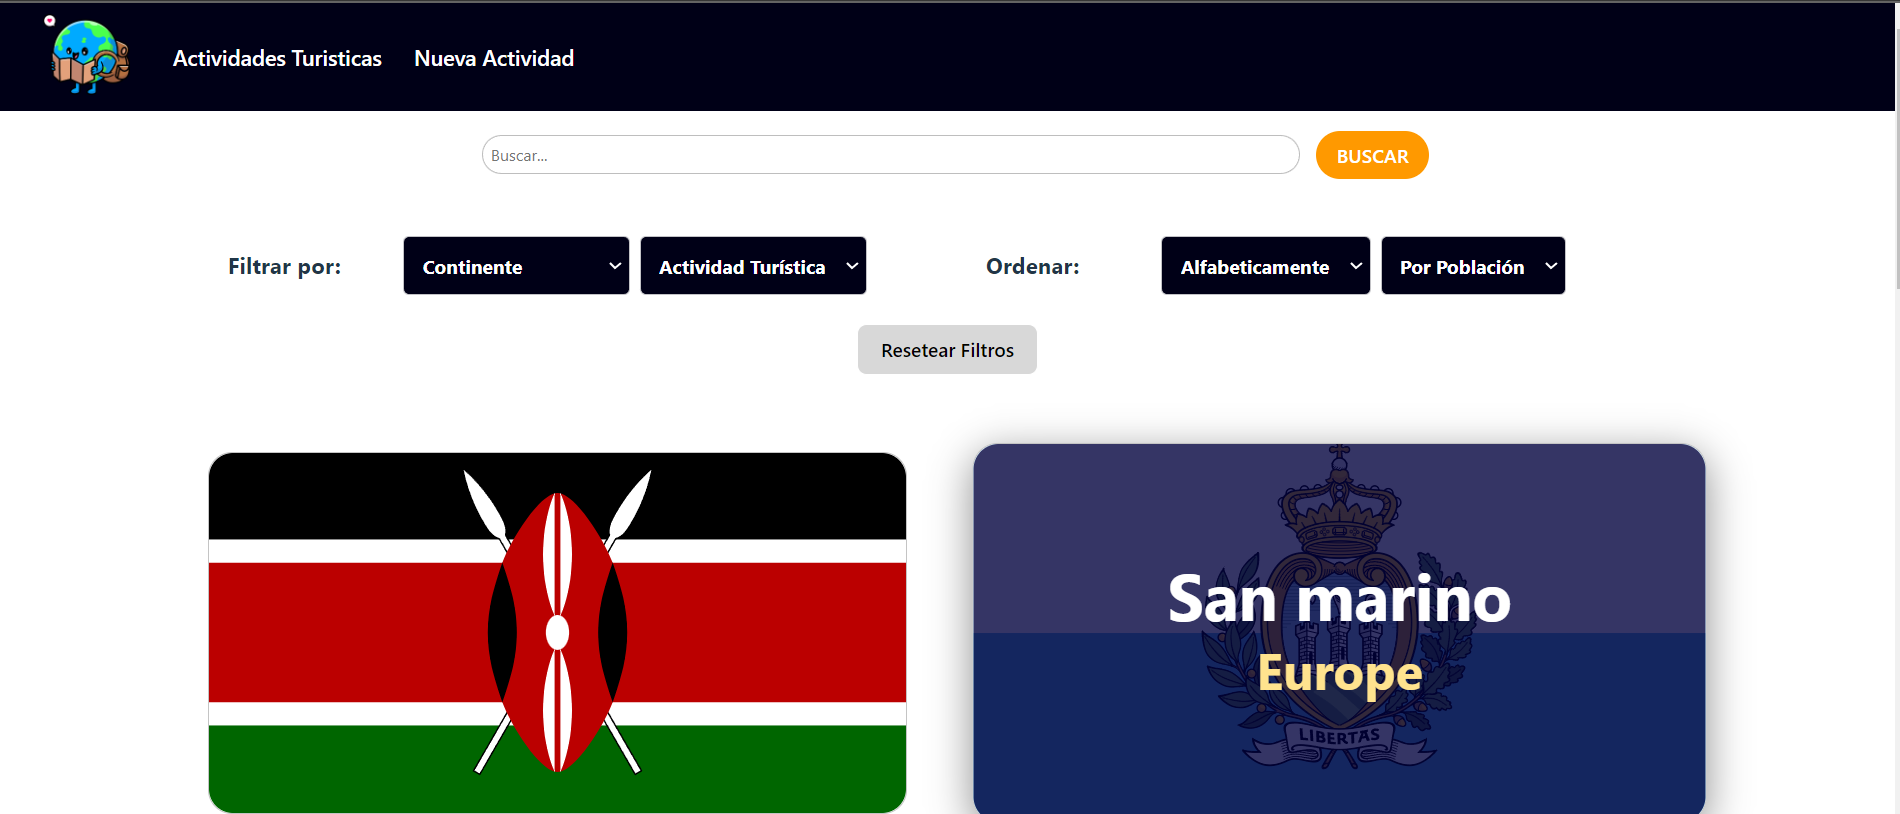 Actividades Turisticas
Nueva Actividad
Buscar...
BUSCAR
Filtrar por:
Continente
Actividad Turística
Ordenar:
Alfabeticamente
Por Población
Resetear Filtros
San marino
Europe
LIBERTAS